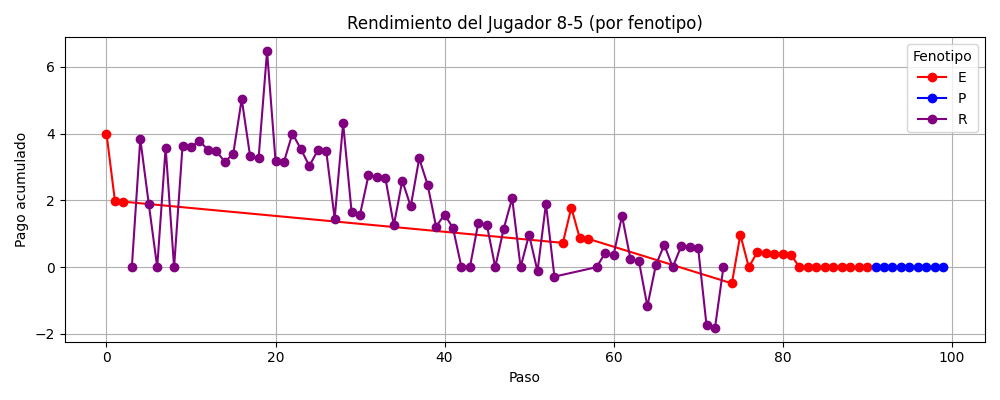 Rendimiento del Jugador 8-5 (por fenotipo)
Fenotipo
E
P
R
Pago acumulado
6
4
2
0
−2
0 20 40 60 80 100
Paso